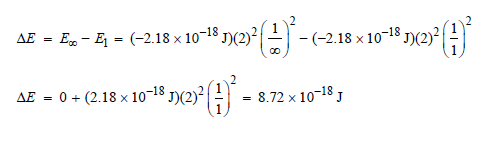 ΔE = E∞ − E1 = (−2.18 × 10⁻¹⁸ J)(2)² (1/∞)² − (−2.18 × 10⁻¹⁸ J)(2)² (1/1)²
ΔE = 0 + (2.18 × 10⁻¹⁸ J)(2)² (1/1)² = 8.72 × 10⁻¹⁸ J